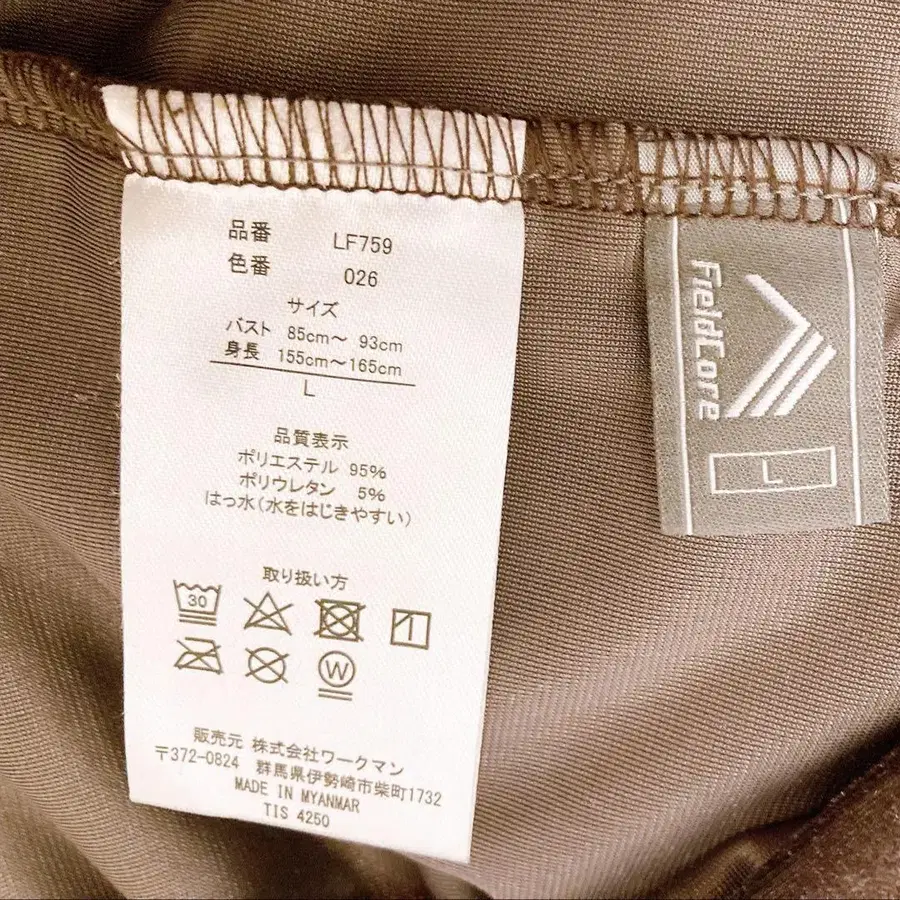 品番 LF759
色番 026
サイズ
バスト 85cm～ 93cm
身長 155cm～165cm
L
品質表示
ポリエステル 95%
ポリウレタン 5%
はっ水(水をはじきやすい)
取り扱い方
30
W
販売元 株式会社ワークマン
〒372-0824 群馬県伊勢崎市柴町1732
MADE IN MYANMAR
TIS 4250
FieldCore
L